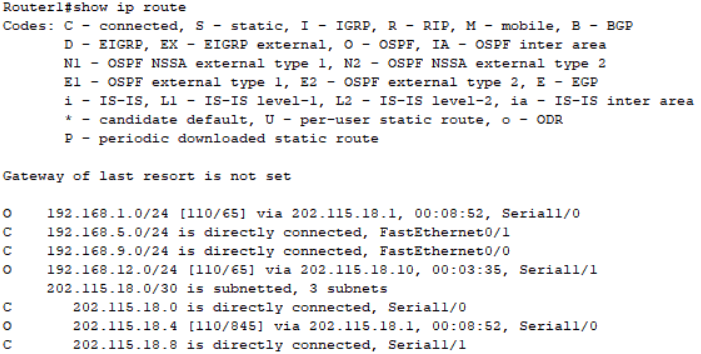 Router1#show ip route
Codes: C - connected, S - static, I - IGRP, R - RIP, M - mobile, B - BGP
       D - EIGRP, EX - EIGRP external, O - OSPF, IA - OSPF inter area
       N1 - OSPF NSSA external type 1, N2 - OSPF NSSA external type 2
       E1 - OSPF external type 1, E2 - OSPF external type 2, E - EGP
       i - IS-IS, L1 - IS-IS level-1, L2 - IS-IS level-2, ia - IS-IS inter area
       * - candidate default, U - per-user static route, o - ODR
       P - periodic downloaded static route

Gateway of last resort is not set

O    192.168.1.0/24 [110/65] via 202.115.18.1, 00:08:52, Serial1/0
C    192.168.5.0/24 is directly connected, FastEthernet0/1
C    192.168.9.0/24 is directly connected, FastEthernet0/0
O    192.168.12.0/24 [110/65] via 202.115.18.10, 00:03:35, Serial1/1
     202.115.18.0/30 is subnetted, 3 subnets
C       202.115.18.0 is directly connected, Serial1/0
O       202.115.18.4 [110/845] via 202.115.18.1, 00:08:52, Serial1/0
C       202.115.18.8 is directly connected, Serial1/1